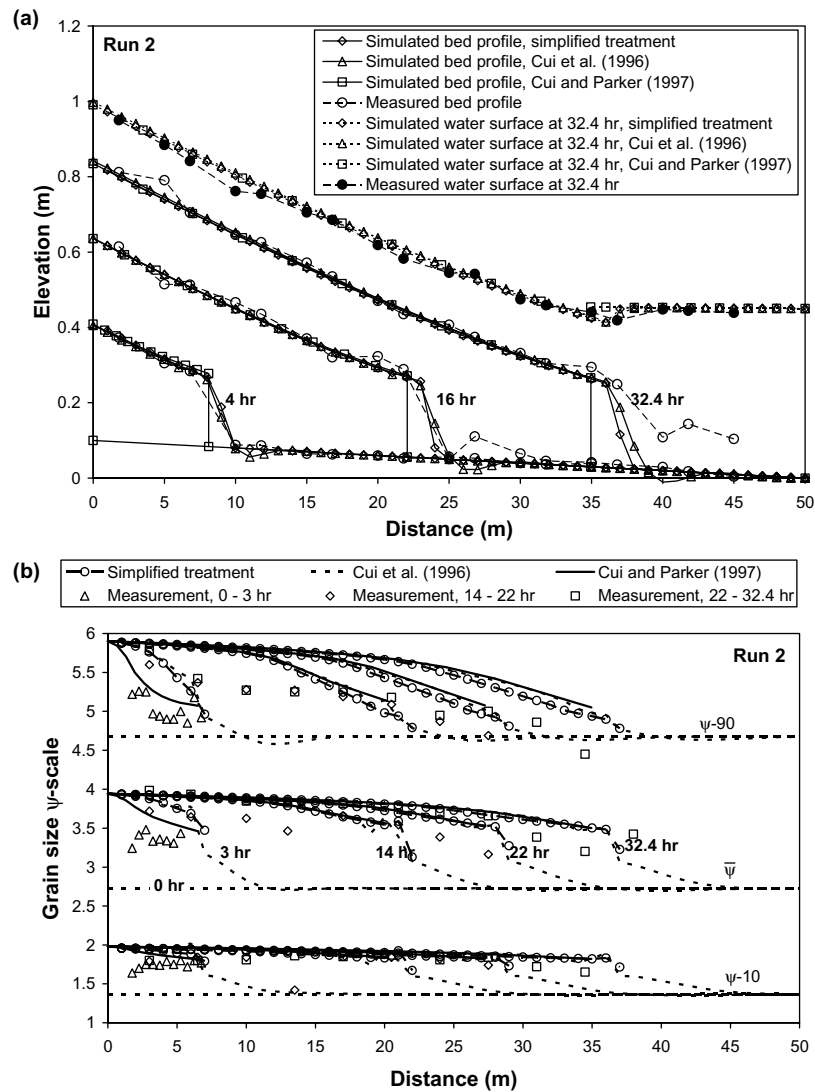 (a)
Run 2
Simulated bed profile, simplified treatment
Simulated bed profile, Cui et al. (1996)
Simulated bed profile, Cui and Parker (1997)
Measured bed profile
Simulated water surface at 32.4 hr, simplified treatment
Simulated water surface at 32.4 hr, Cui et al. (1996)
Simulated water surface at 32.4 hr, Cui and Parker (1997)
Measured water surface at 32.4 hr
1.2
1
0.8
0.6
0.4
0.2
0
Elevation (m)
4 hr
16 hr
32.4 hr
0 5 10 15 20 25 30 35 40 45 50
Distance (m)
(b)
Simplified treatment Cui et al. (1996) Cui and Parker (1997)
Measurement, 0 - 3 hr Measurement, 14 - 22 hr Measurement, 22 - 32.4 hr
Run 2
6
5.5
5
4.5
4
3.5
3
2.5
2
1.5
1
Grain size ψ-scale
ψ-90
3 hr
14 hr
22 hr
32.4 hr
0 hr
ψ̅
ψ-10
0 5 10 15 20 25 30 35 40 45 50
Distance (m)